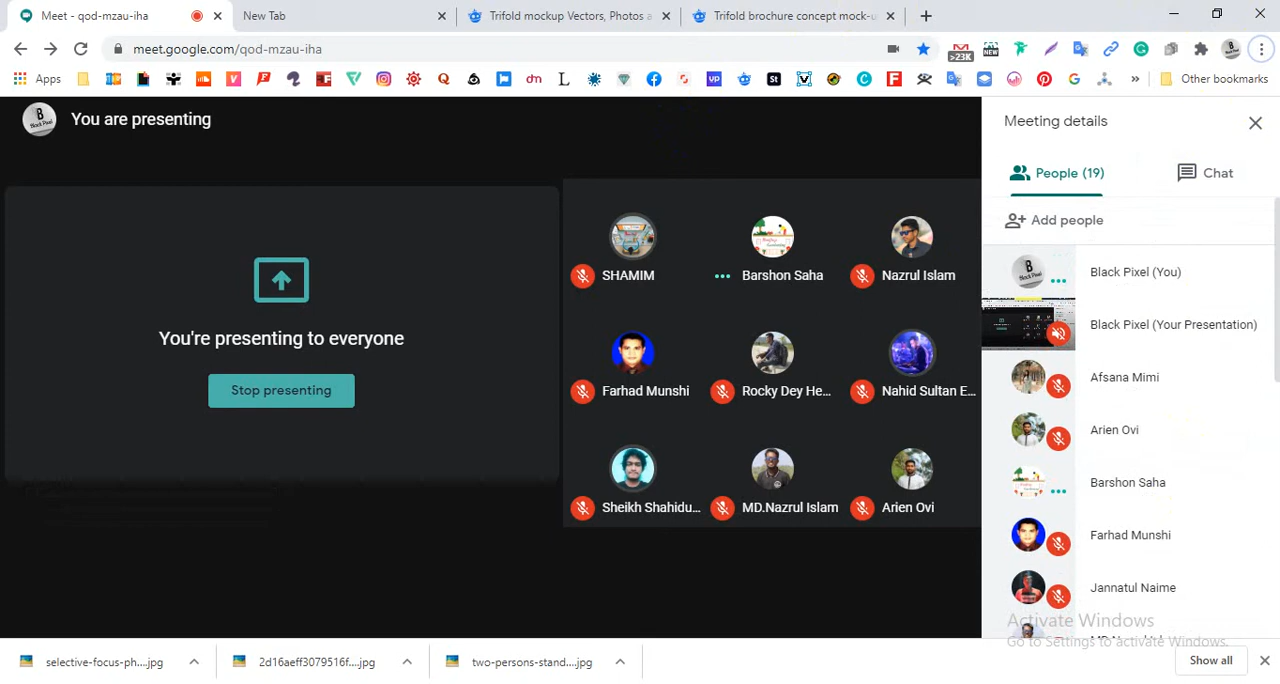 Meet - qod-mzau-iha
New Tab
Trifold mockup Vectors, Photos a
Trifold brochure concept mock-u
meet.google.com/qod-mzau-iha
>23K
NEW
Apps
Other bookmarks
You are presenting
You're presenting to everyone
Stop presenting
SHAMIM
Barshon Saha
Nazrul Islam
Farhad Munshi
Rocky Dey He...
Nahid Sultan E...
Sheikh Shahidu...
MD.Nazrul Islam
Arien Ovi
Meeting details
People (19)
Chat
Add people
Black Pixel (You)
Black Pixel (Your Presentation)
Afsana Mimi
Arien Ovi
Barshon Saha
Farhad Munshi
Jannatul Naime
Activate Windows
Go to Settings to activate Windows.
selective-focus-ph....jpg
2d16aeff3079516f....jpg
two-persons-stand....jpg
Show all